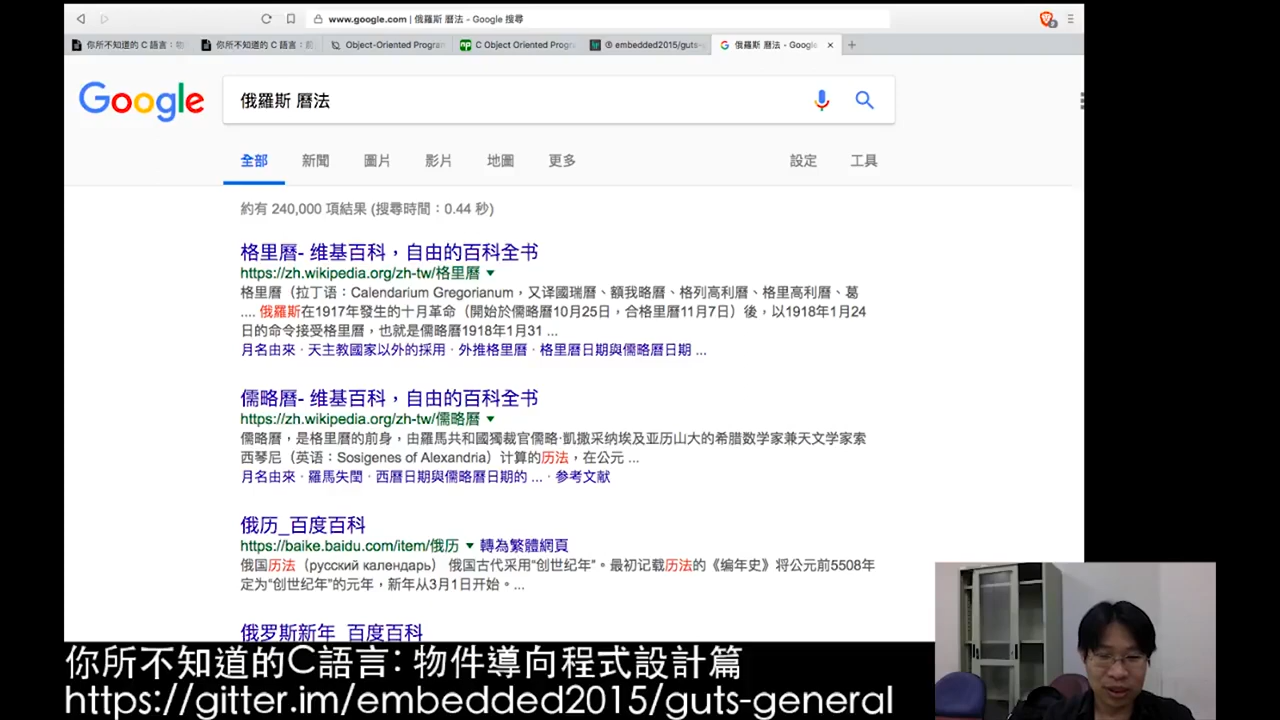 www.google.com | 俄羅斯 曆法 - Google 搜尋
你所不知道的 C 語言：物
你所不知道的 C 語言：前
Object-Oriented Program
C Object Oriented Progra
embedded2015/guts-g
俄羅斯 曆法 - Google
Google
俄羅斯 曆法
全部
新聞
圖片
影片
地圖
更多
設定
工具
約有 240,000 項結果 (搜尋時間：0.44 秒)
格里曆- 维基百科，自由的百科全书
https://zh.wikipedia.org/zh-tw/格里曆
格里曆（拉丁语：Calendarium Gregorianum，又译國瑞曆、額我略曆、格列高利曆、格里高利曆、葛
.... 俄羅斯在1917年發生的十月革命（開始於儒略曆10月25日，合格里曆11月7日）後，以1918年1月24
日的命令接受格里曆，也就是儒略曆1918年1月31 ...
月名由來 · 天主教國家以外的採用 · 外推格里曆 · 格里曆日期與儒略曆日期 ...
儒略曆- 维基百科，自由的百科全书
https://zh.wikipedia.org/zh-tw/儒略曆
儒略曆，是格里曆的前身，由羅馬共和國獨裁官儒略·凱撒采纳埃及亚历山大的希腊数学家兼天文学家索
西琴尼（英语：Sosigenes of Alexandria）计算的历法，在公元 ...
月名由來 · 羅馬失閏 · 西曆日期與儒略曆日期的 ... · 参考文献
俄历_百度百科
https://baike.baidu.com/item/俄历 轉為繁體網頁
俄国历法（русский календарь） 俄国古代采用“创世纪年”。最初记载历法的《编年史》将公元前5508年
定为“创世纪年”的元年，新年从3月1日开始。...
俄罗斯新年_百度百科
你所不知道的C語言: 物件導向程式設計篇
https://gitter.im/embedded2015/guts-general